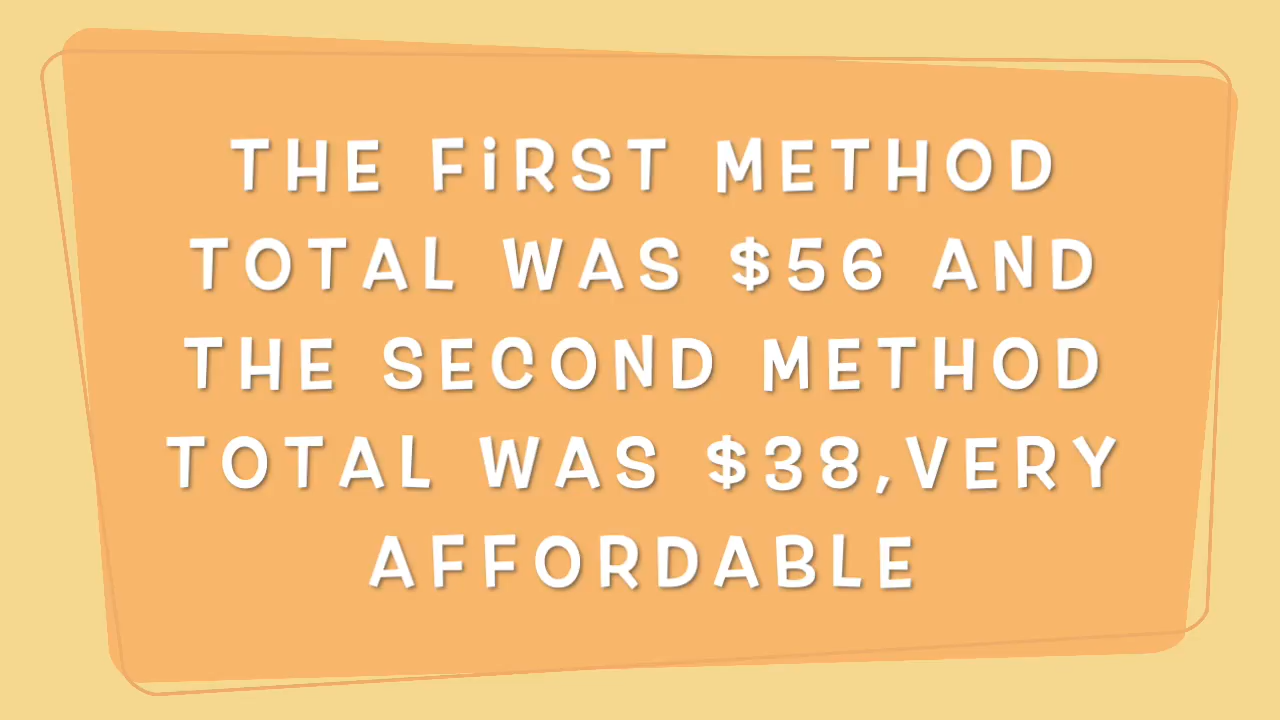 THE FiRST METHOD
TOTAL WAS $56 AND
THE SECOND METHOD
TOTAL WAS $38,VERY
AFFORDABLE